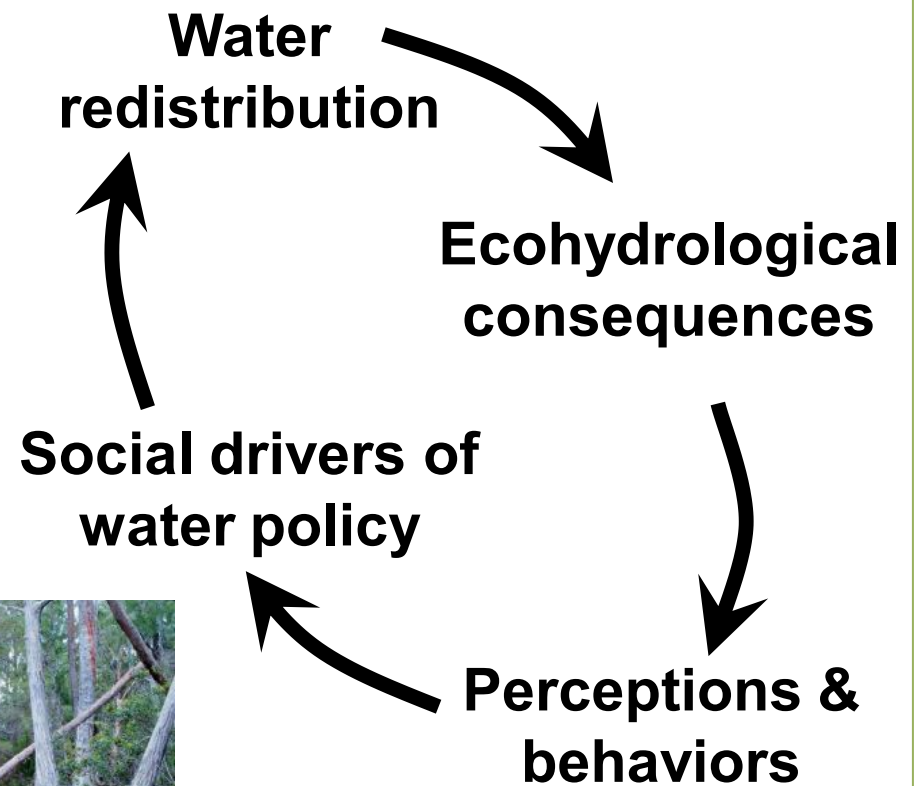 Water
redistribution
Ecohydrological
consequences
Social drivers of
water policy
Perceptions &
behaviors